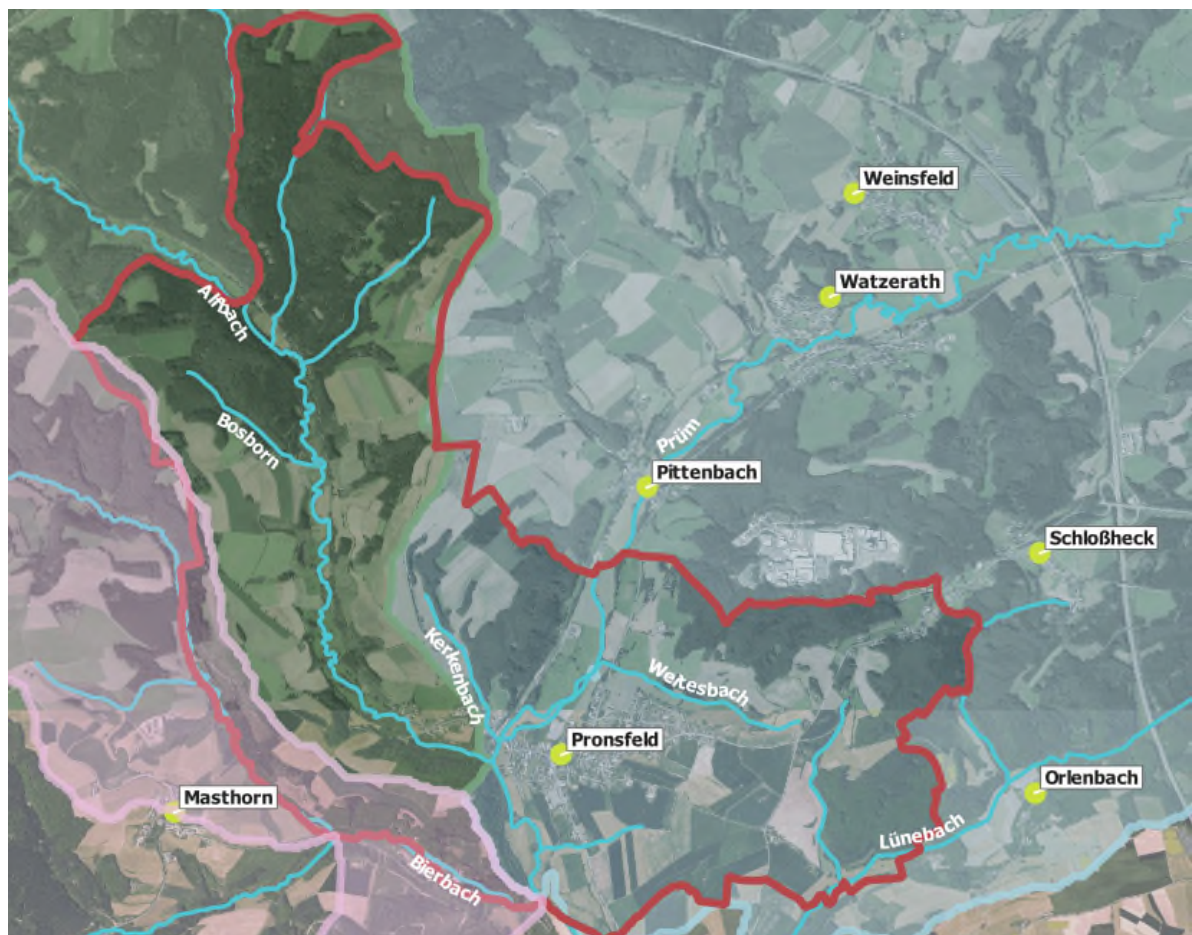 Weinsfeld
Watzerath
Alfbach
Bosborn
Prüm
Pittenbach
Schloßheck
Kerkenbach
Weitesbach
Pronsfeld
Masthorn
Orlenbach
Lünebach
Bierbach